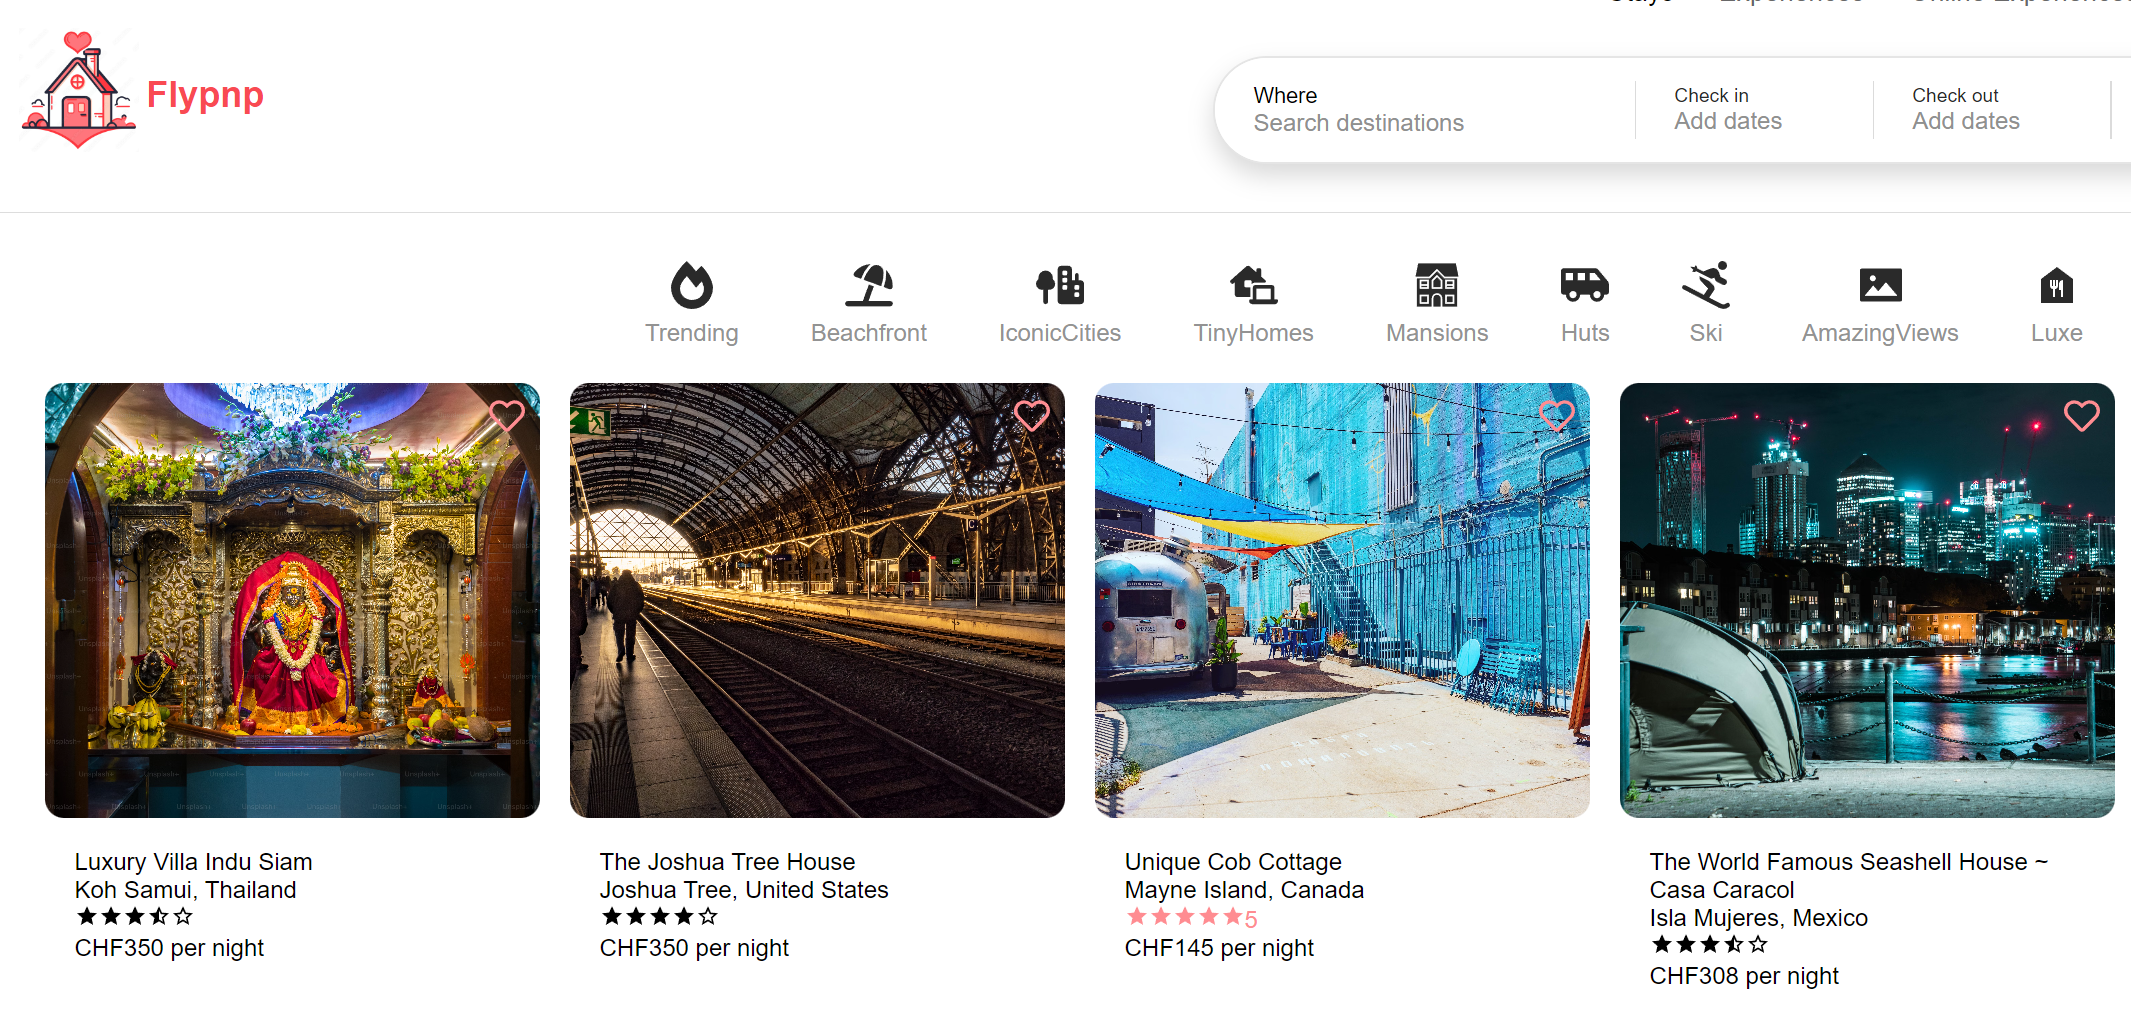 Flypnp
Where
Search destinations
Check in
Add dates
Check out
Add dates
Trending
Beachfront
IconicCities
TinyHomes
Mansions
Huts
Ski
AmazingViews
Luxe
Luxury Villa Indu Siam
Koh Samui, Thailand
CHF350 per night
The Joshua Tree House
Joshua Tree, United States
CHF350 per night
Unique Cob Cottage
Mayne Island, Canada
5
CHF145 per night
The World Famous Seashell House ~
Casa Caracol
Isla Mujeres, Mexico
CHF308 per night